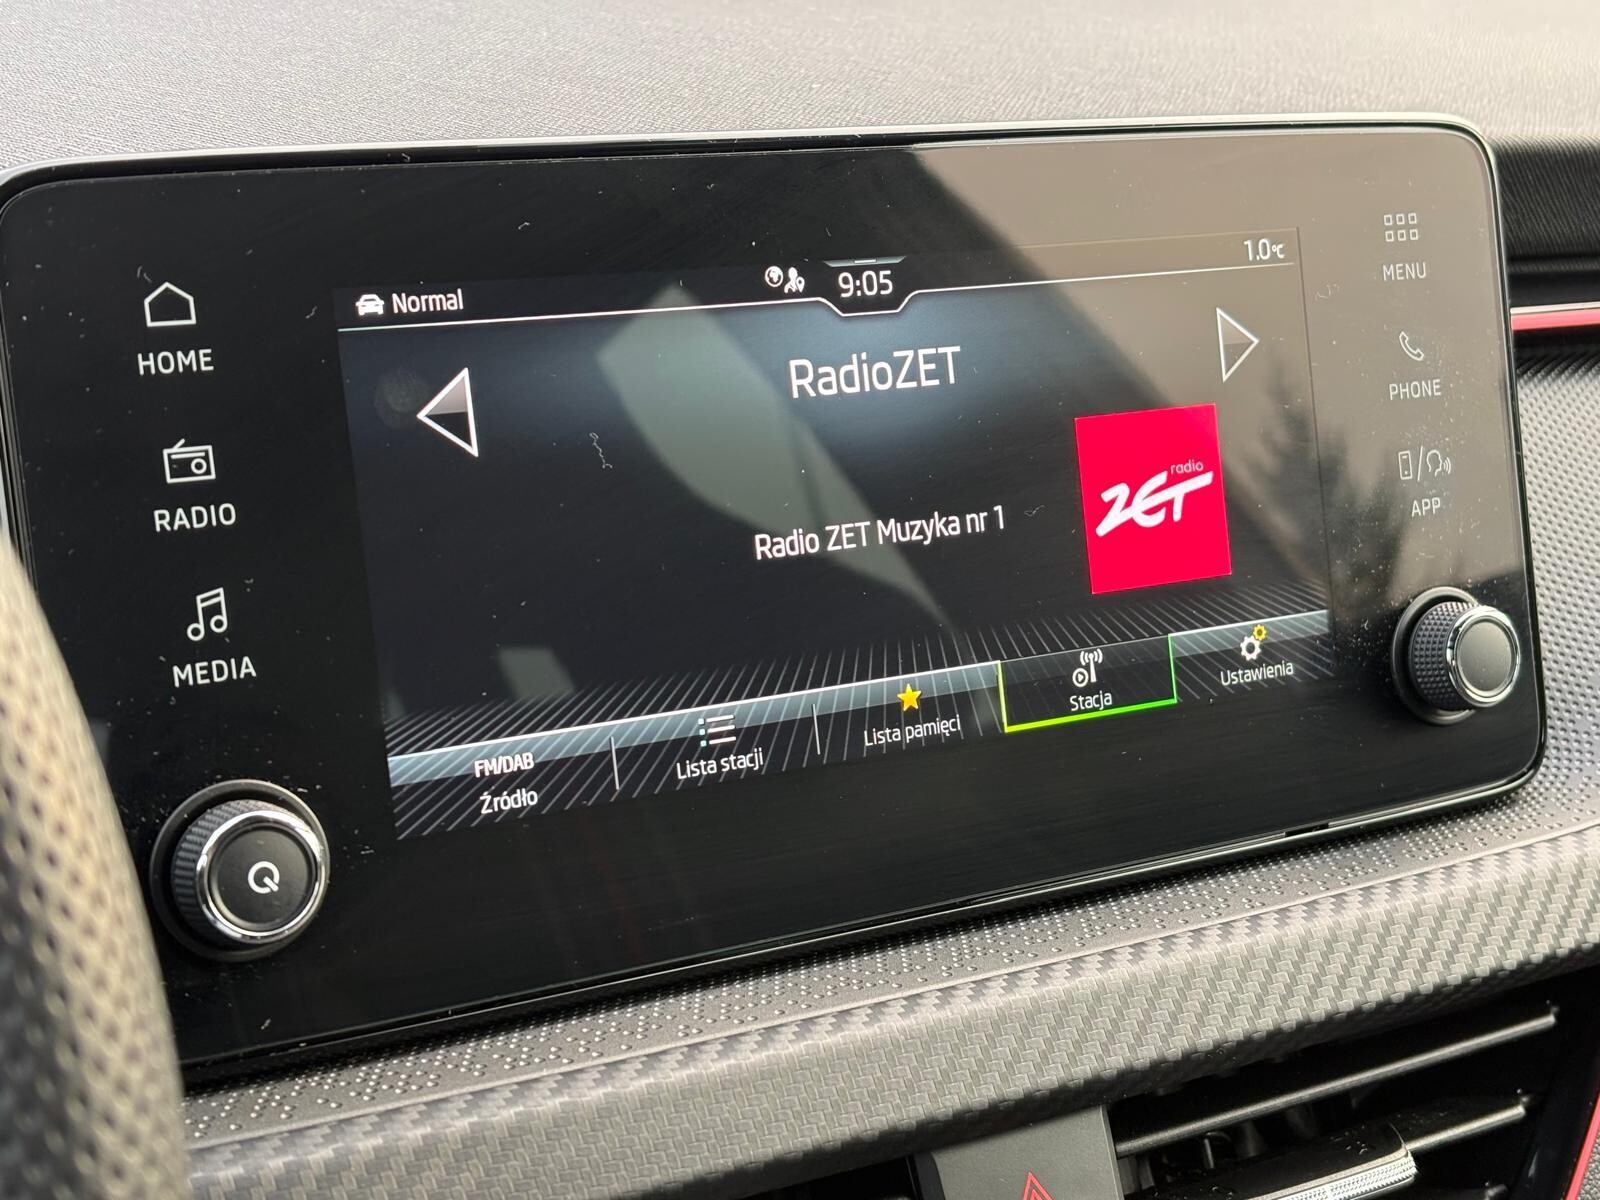 Normal
9:05
1.0°C
HOME
RADIO
MEDIA
RadioZET
Radio ZET Muzyka nr 1
radio
ZET
MENU
PHONE
APP
FM/DAB
Źródło
Lista stacji
Lista pamięci
Stacja
Ustawienia